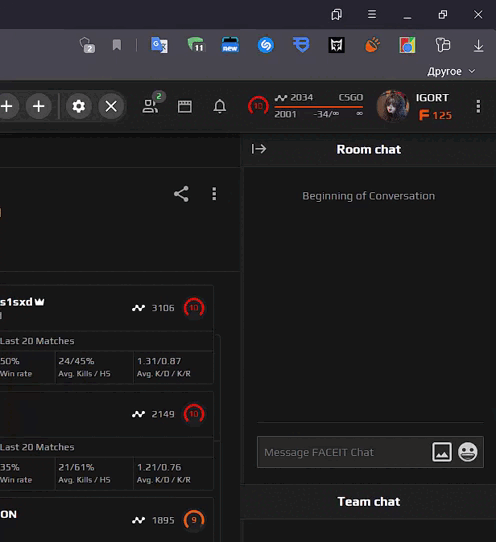 2
11
new
Другое
2
10
2034
CSGO
2001
-34/∞
∞
IGORT
F 125
Room chat
Beginning of Conversation
s1sxd
3106
10
Last 20 Matches
50%
24/45%
1.31/0.87
Win rate
Avg. Kills / HS
Avg. K/D / K/R
2149
10
Last 20 Matches
35%
21/61%
1.21/0.76
Win rate
Avg. Kills / HS
Avg. K/D / K/R
ON
1895
9
Message FACEIT Chat
Team chat